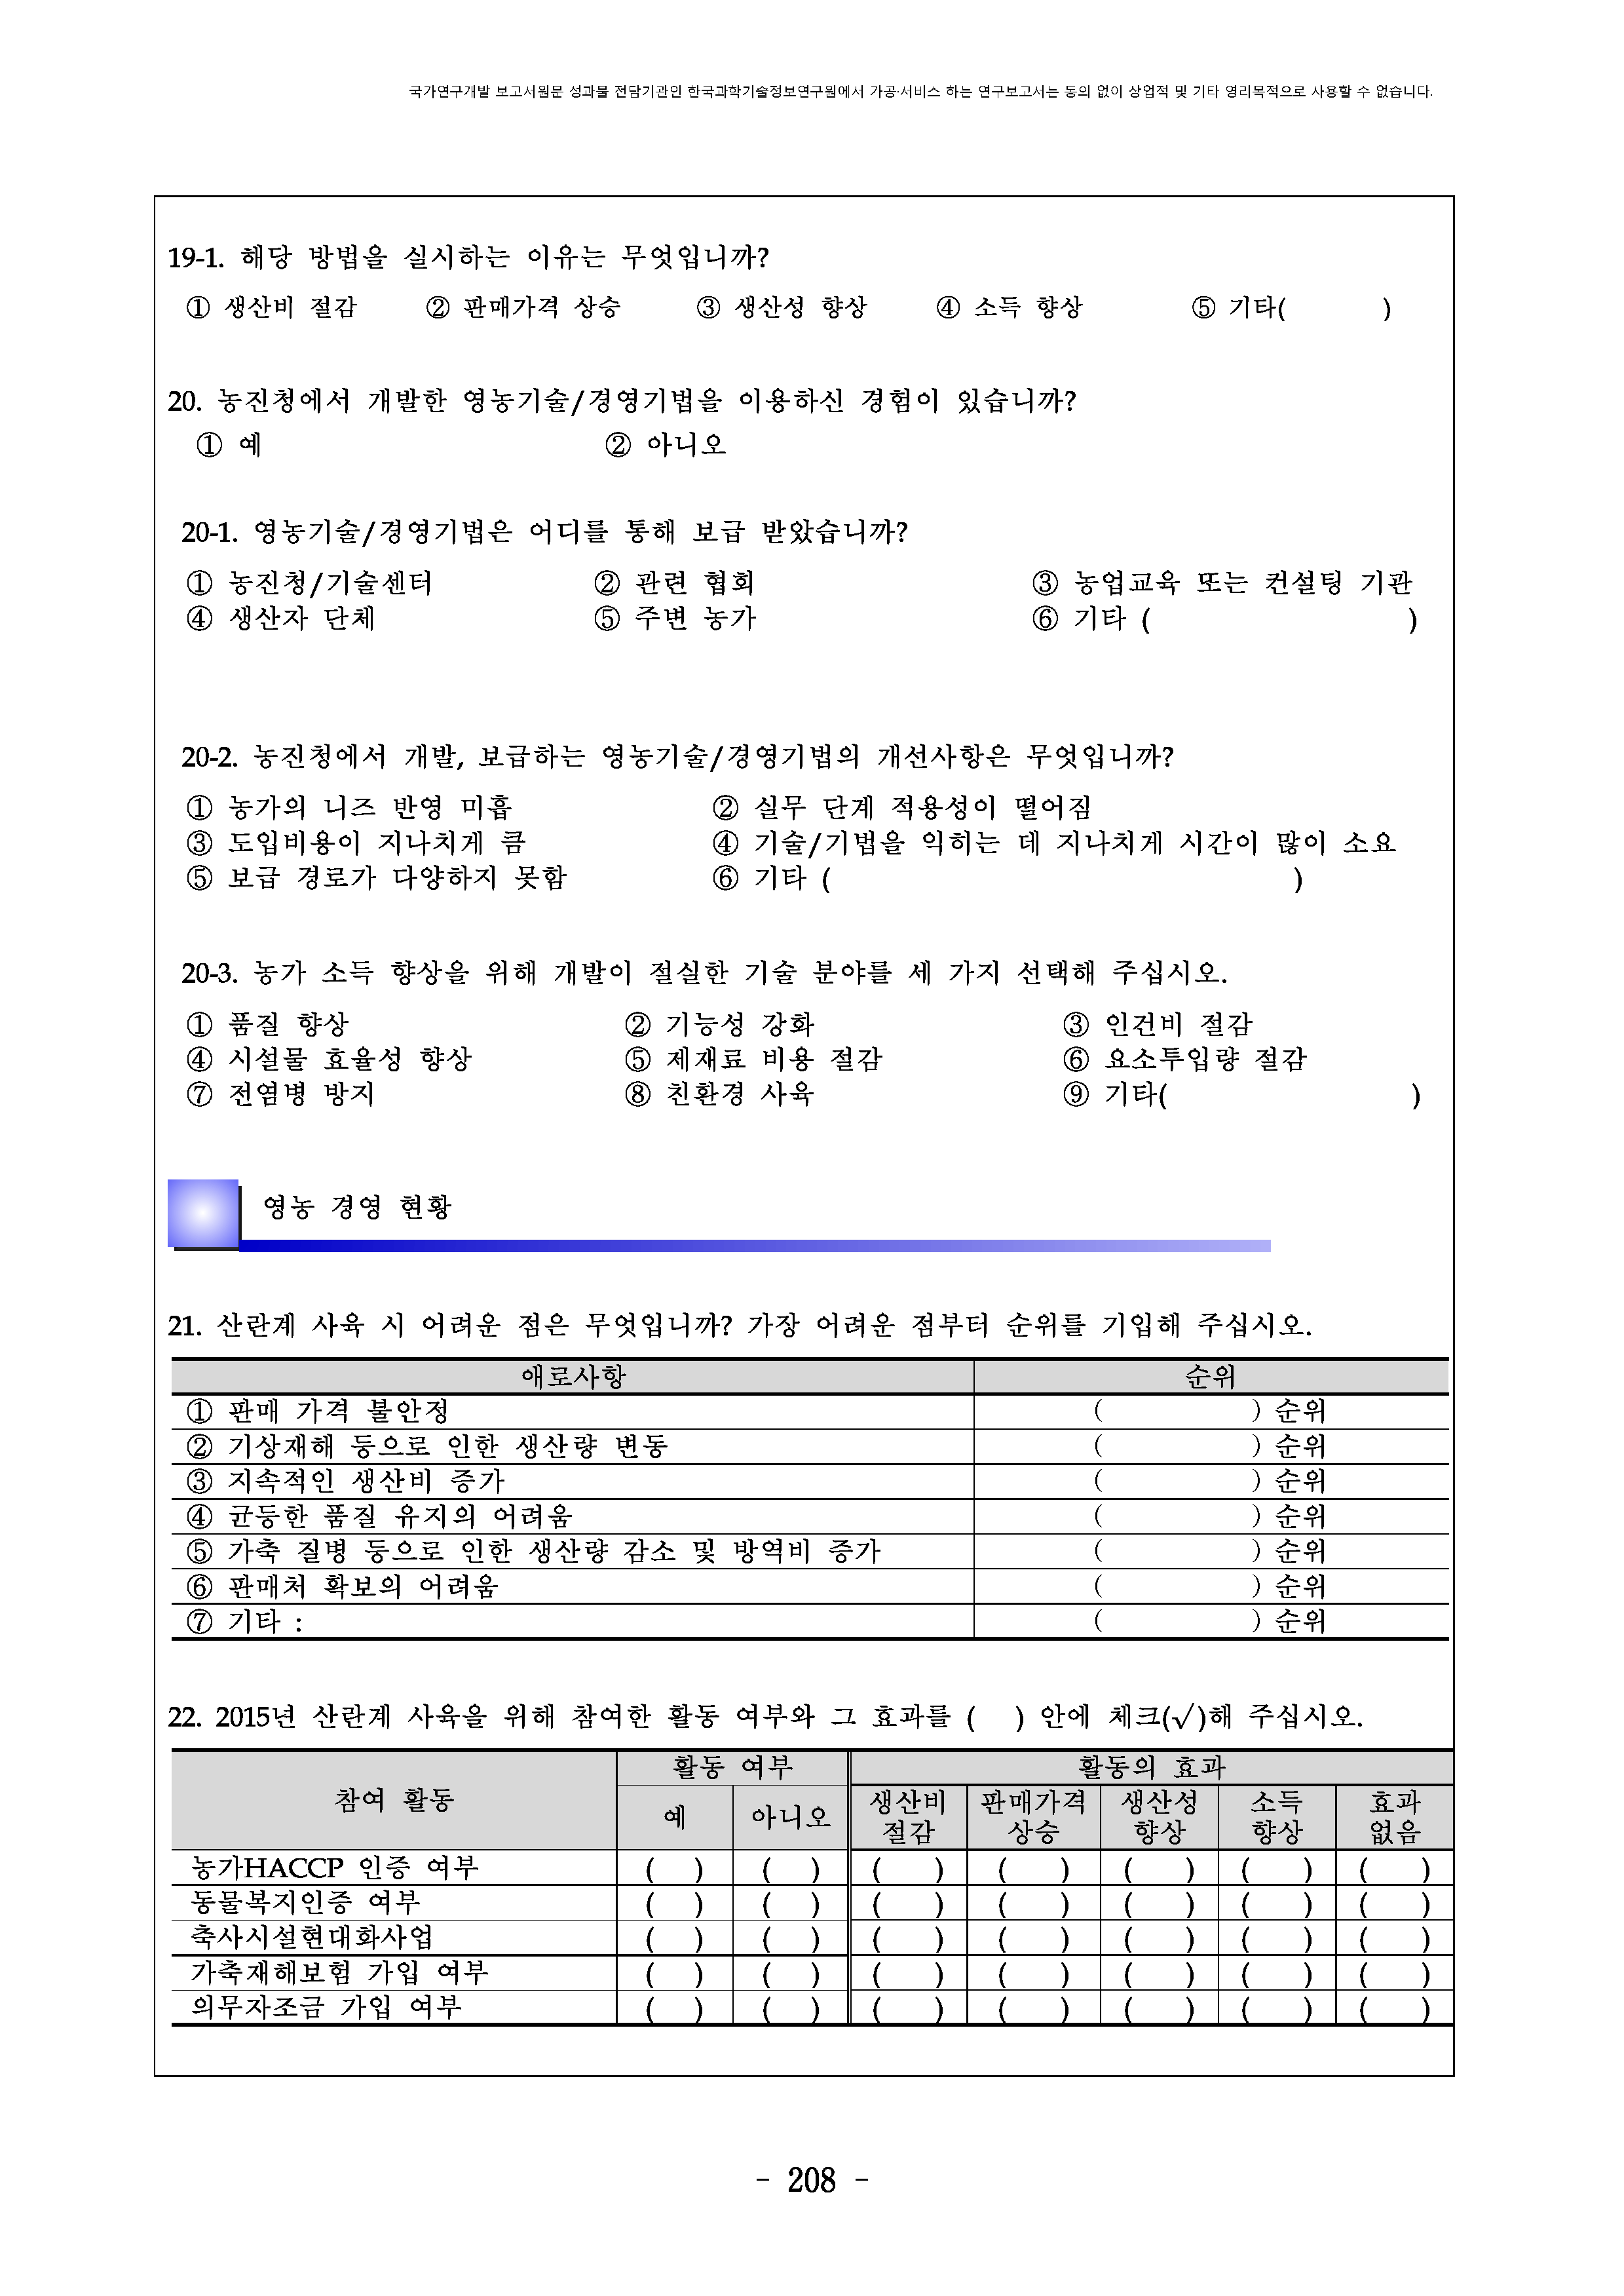 국가연구개발 보고서원문 성과물 전담기관인 한국과학기술정보연구원에서 가공·서비스 하는 연구보고서는 동의 없이 상업적 및 기타 영리목적으로 사용할 수 없습니다.
19-1. 해당 방법을 실시하는 이유는 무엇입니까?
① 생산비 절감 ② 판매가격 상승 ③ 생산성 향상 ④ 소득 향상 ⑤ 기타( )
20. 농진청에서 개발한 영농기술/경영기법을 이용하신 경험이 있습니까?
① 예 ② 아니오
20-1. 영농기술/경영기법은 어디를 통해 보급 받았습니까?
① 농진청/기술센터 ② 관련 협회 ③ 농업교육 또는 컨설팅 기관
④ 생산자 단체 ⑤ 주변 농가 ⑥ 기타 ( )
20-2. 농진청에서 개발, 보급하는 영농기술/경영기법의 개선사항은 무엇입니까?
① 농가의 니즈 반영 미흡 ② 실무 단계 적용성이 떨어짐
③ 도입비용이 지나치게 큼 ④ 기술/기법을 익히는 데 지나치게 시간이 많이 소요
⑤ 보급 경로가 다양하지 못함 ⑥ 기타 ( )
20-3. 농가 소득 향상을 위해 개발이 절실한 기술 분야를 세 가지 선택해 주십시오.
① 품질 향상 ② 기능성 강화 ③ 인건비 절감
④ 시설물 효율성 향상 ⑤ 제재료 비용 절감 ⑥ 요소투입량 절감
⑦ 전염병 방지 ⑧ 친환경 사육 ⑨ 기타( )
영농 경영 현황
21. 산란계 사육 시 어려운 점은 무엇입니까? 가장 어려운 점부터 순위를 기입해 주십시오.
애로사항 순위
① 판매 가격 불안정 ( ) 순위
② 기상재해 등으로 인한 생산량 변동 ( ) 순위
③ 지속적인 생산비 증가 ( ) 순위
④ 균등한 품질 유지의 어려움 ( ) 순위
⑤ 가축 질병 등으로 인한 생산량 감소 및 방역비 증가 ( ) 순위
⑥ 판매처 확보의 어려움 ( ) 순위
⑦ 기타 : ( ) 순위
22. 2015년 산란계 사육을 위해 참여한 활동 여부와 그 효과를 ( ) 안에 체크(√)해 주십시오.
참여 활동 활동 여부 활동의 효과
예 아니오 생산비 절감 판매가격 상승 생산성 향상 소득 향상 효과 없음
농가HACCP 인증 여부 ( ) ( ) ( ) ( ) ( ) ( ) ( )
동물복지인증 여부 ( ) ( ) ( ) ( ) ( ) ( ) ( )
축사시설현대화사업 ( ) ( ) ( ) ( ) ( ) ( ) ( )
가축재해보험 가입 여부 ( ) ( ) ( ) ( ) ( ) ( ) ( )
의무자조금 가입 여부 ( ) ( ) ( ) ( ) ( ) ( ) ( )
- 208 -